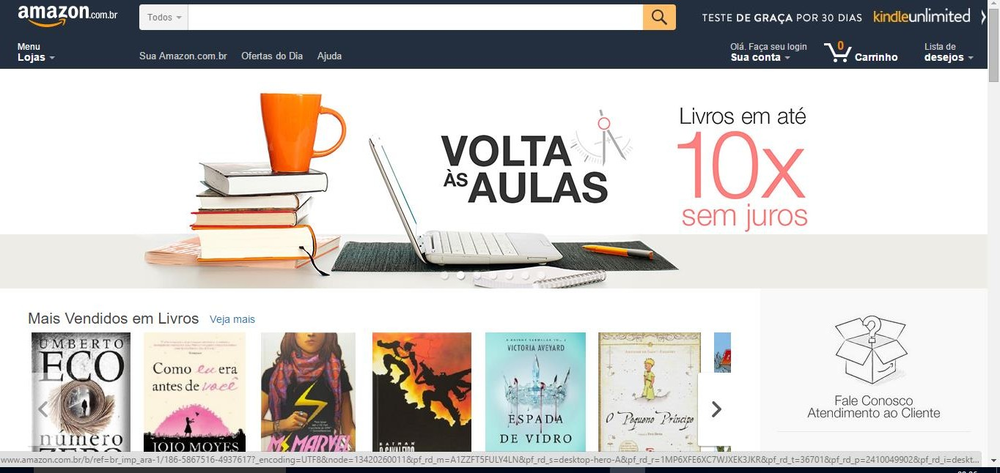 amazon.com.br
Todos
TESTE DE GRAÇA POR 30 DIAS kindleunlimited
Menu
Lojas
Sua Amazon.com.br
Ofertas do Dia
Ajuda
Olá. Faça seu login
Sua conta
0
Carrinho
Lista de
desejos
VOLTA
ÀS AULAS
Livros em até
10x
sem juros
Mais Vendidos em Livros
Veja mais
UMBERTO
ECO
número
Como eu era
antes de você
JOJO MOYES
MS MARVEL
BATMAN
O CAVALEIRO
VICTORIA AVEYARD
ESPADA
DE VIDRO
O Pequeno Príncipe
Fale Conosco
Atendimento ao Cliente
www.amazon.com.br/b/ref=br_imp_ara-1/186-5867516-4937617?_encoding=UTF8&node=13420260011&pf_rd_m=A1ZZFT5FULY4LN&pf_rd_s=desktop-hero-A&pf_rd_r=1MP6XFE6XC7WJXEK3JKR&pf_rd_t=36701&pf_rd_p=2410049902&pf_rd_i=deskt...